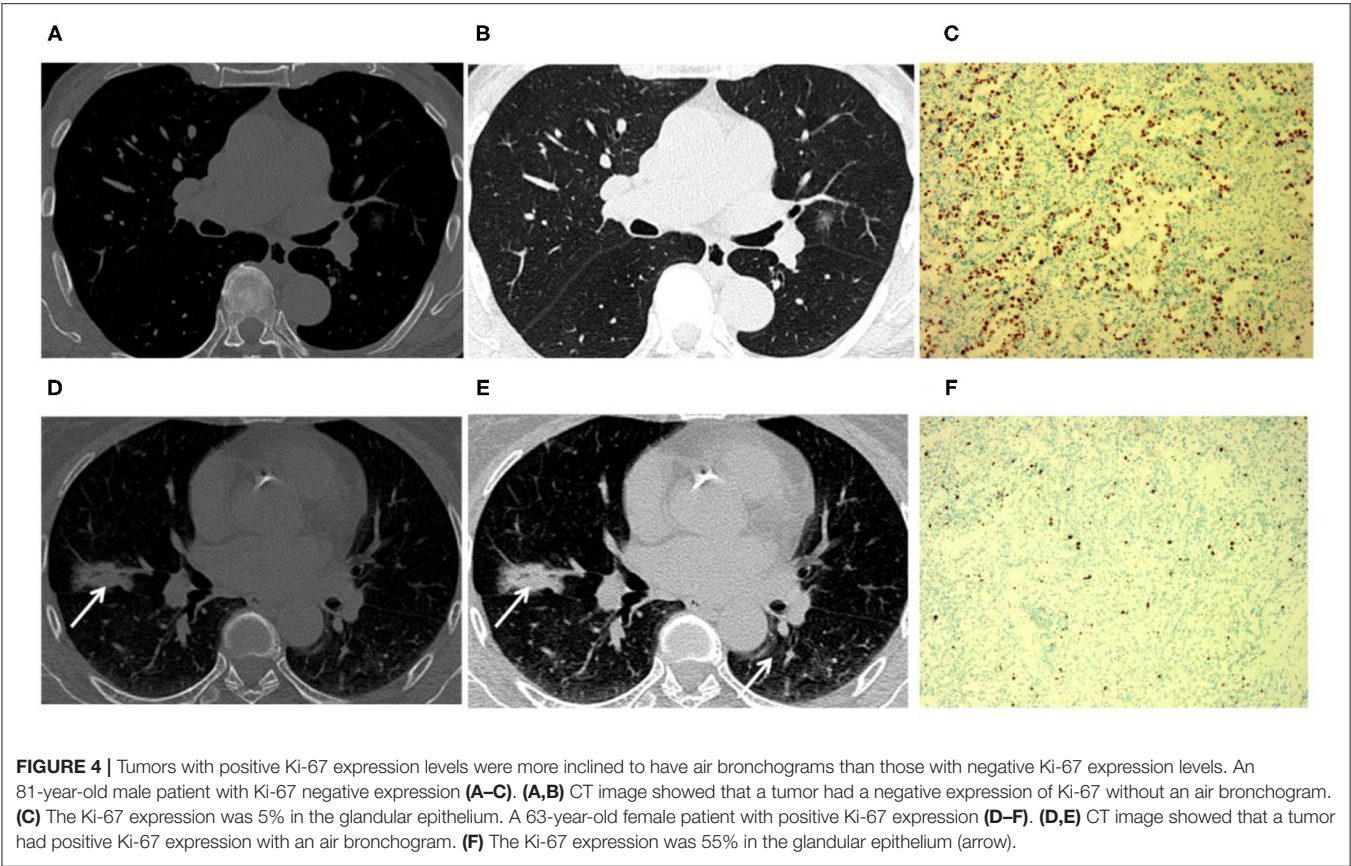 A
B
C
D
E
F
FIGURE 4 | Tumors with positive Ki-67 expression levels were more inclined to have air bronchograms than those with negative Ki-67 expression levels. An
81-year-old male patient with Ki-67 negative expression (A–C). (A,B) CT image showed that a tumor had a negative expression of Ki-67 without an air bronchogram.
(C) The Ki-67 expression was 5% in the glandular epithelium. A 63-year-old female patient with positive Ki-67 expression (D–F). (D,E) CT image showed that a tumor
had positive Ki-67 expression with an air bronchogram. (F) The Ki-67 expression was 55% in the glandular epithelium (arrow).